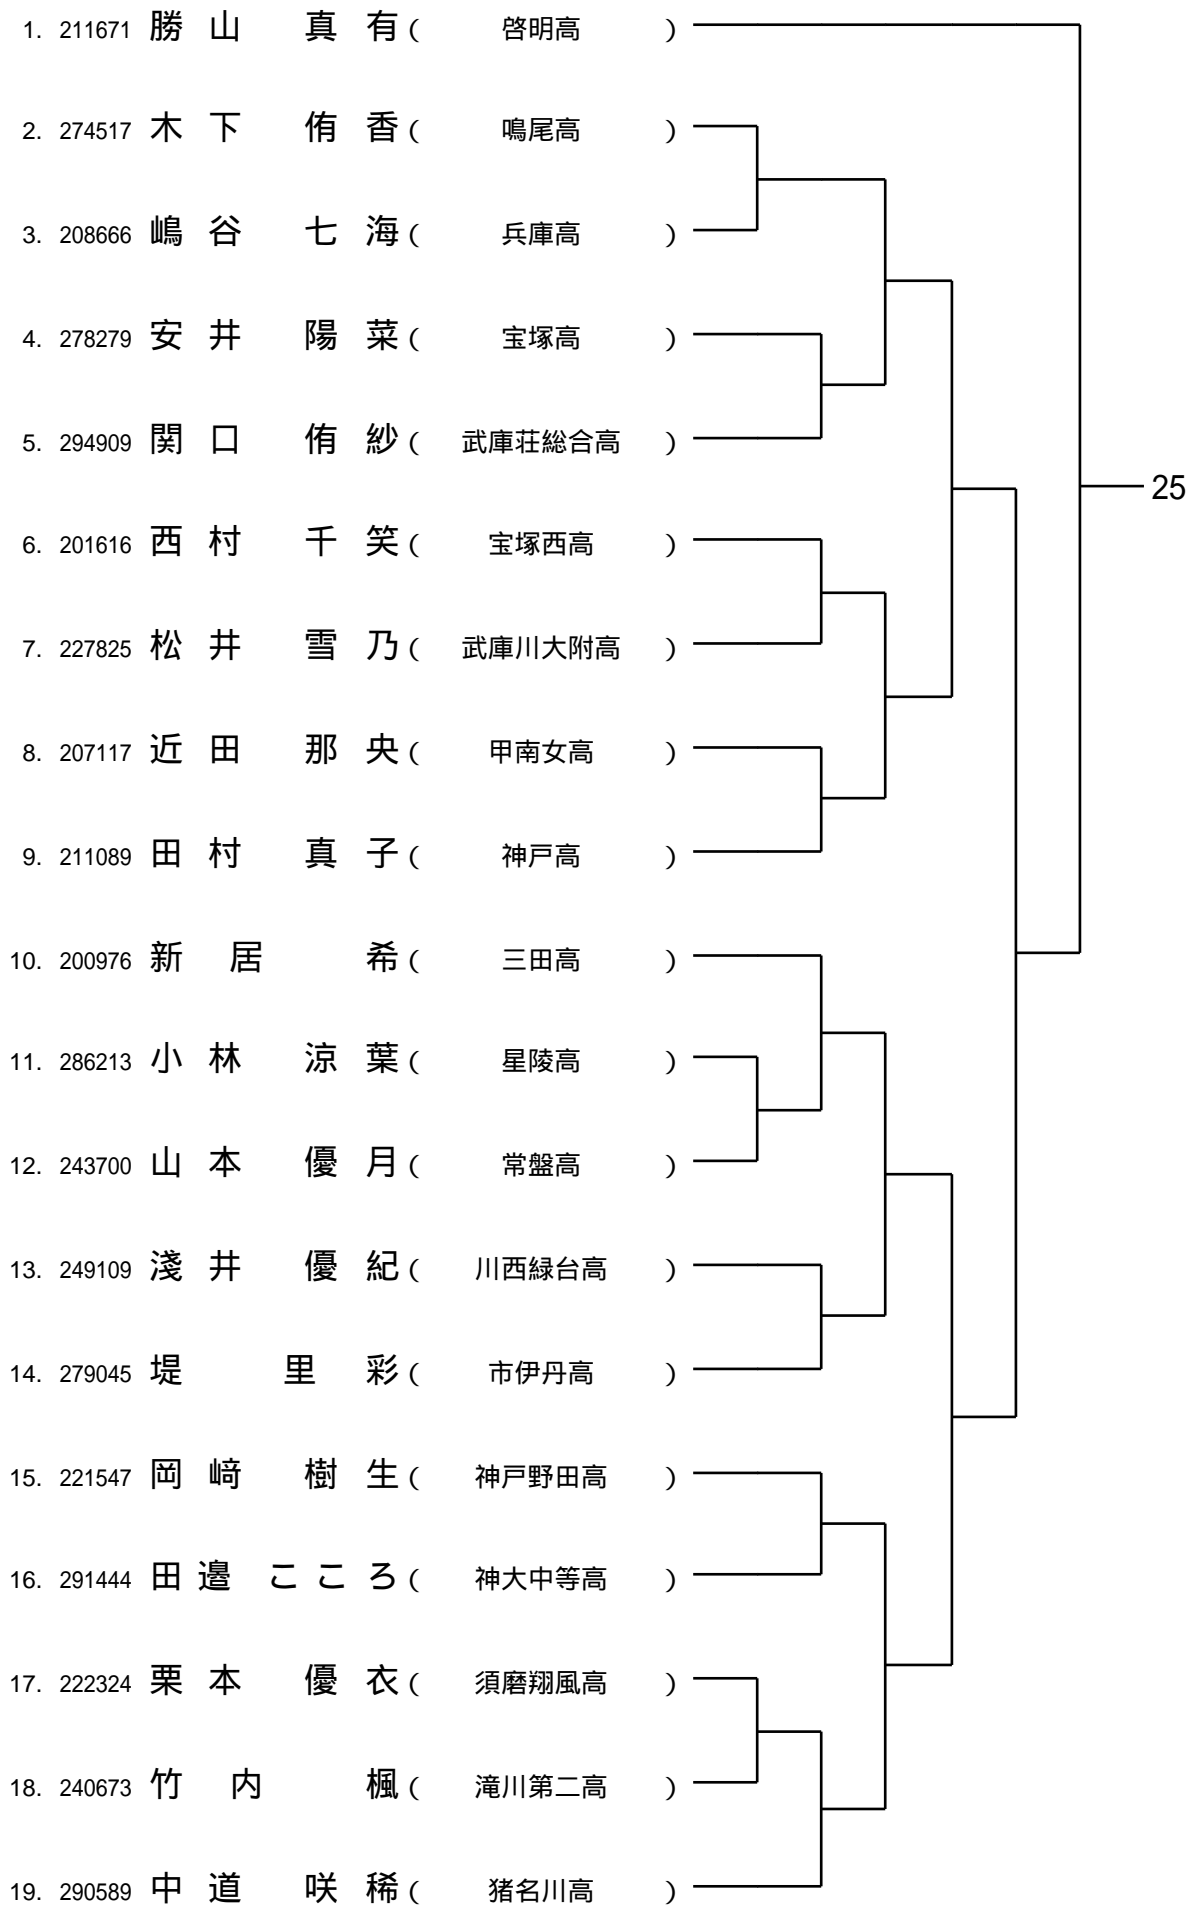 1. 211671 勝山 真有 ( 啓明高 )
2. 274517 木下 侑香 ( 鳴尾高 )
3. 208666 嶋谷 七海 ( 兵庫高 )
4. 278279 安井 陽菜 ( 宝塚高 )
5. 294909 関口 侑紗 ( 武庫荘総合高 )
25
6. 201616 西村 千笑 ( 宝塚西高 )
7. 227825 松井 雪乃 ( 武庫川大附高 )
8. 207117 近田 那央 ( 甲南女高 )
9. 211089 田村 真子 ( 神戸高 )
10. 200976 新居 希 ( 三田高 )
11. 286213 小林 涼葉 ( 星陵高 )
12. 243700 山本 優月 ( 常盤高 )
13. 249109 淺井 優紀 ( 川西緑台高 )
14. 279045 堤 里彩 ( 市伊丹高 )
15. 221547 岡﨑 樹生 ( 神戸野田高 )
16. 291444 田邉 こころ ( 神大中等高 )
17. 222324 栗本 優衣 ( 須磨翔風高 )
18. 240673 竹内 楓 ( 滝川第二高 )
19. 290589 中道 咲稀 ( 猪名川高 )